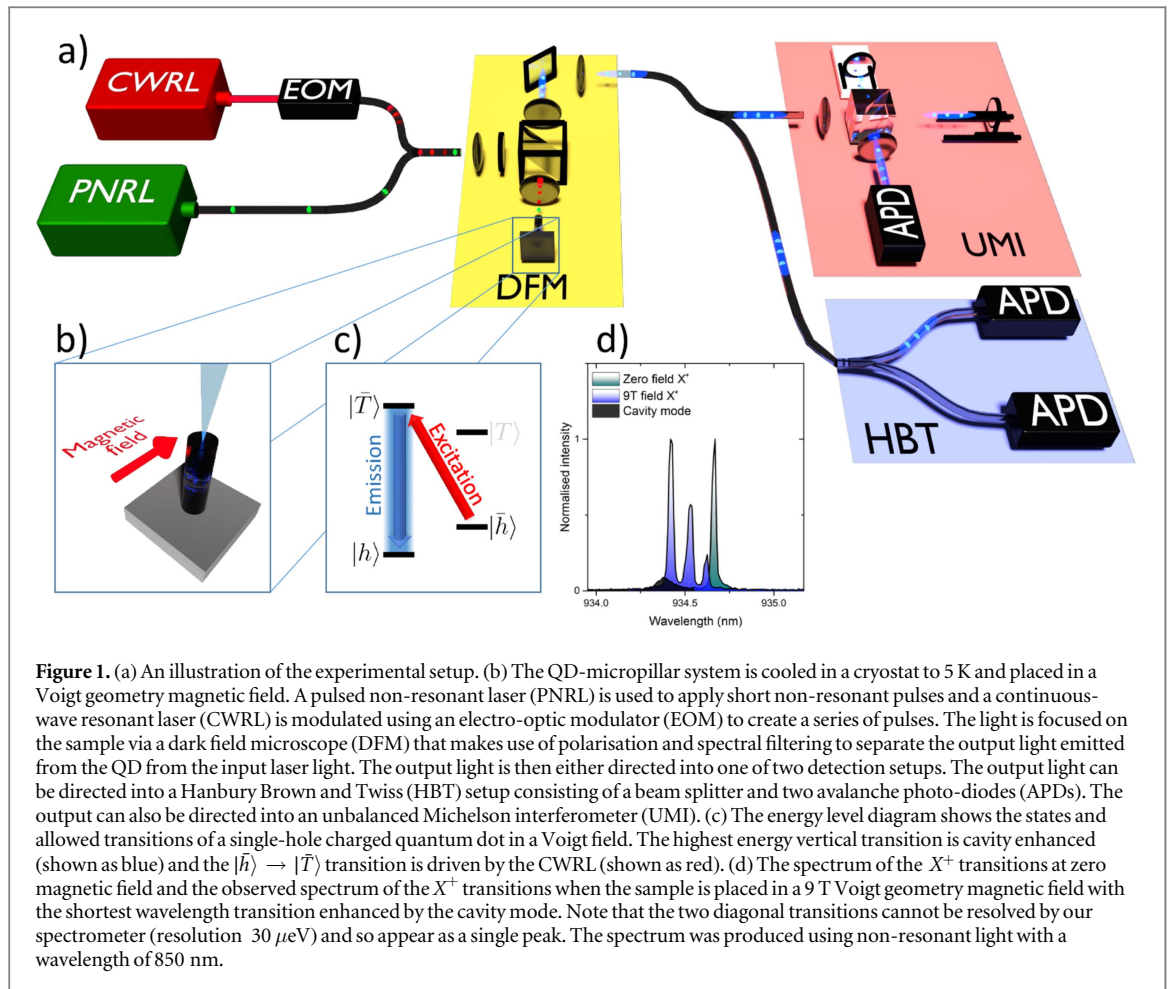 a)
CWRL
EOM
PNRL
DFM
APD
UMI
APD
APD
HBT
b)
Magnetic
field
c)
|T̄⟩
|T⟩
Emission
Excitation
|h̄⟩
|h⟩
d)
Zero field X⁺
9T field X⁺
Cavity mode
Normalised intensity
1
0
934.0
934.5
935.0
Wavelength (nm)
Figure 1. (a) An illustration of the experimental setup. (b) The QD-micropillar system is cooled in a cryostat to 5 K and placed in a
Voigt geometry magnetic field. A pulsed non-resonant laser (PNRL) is used to apply short non-resonant pulses and a continuous-
wave resonant laser (CWRL) is modulated using an electro-optic modulator (EOM) to create a series of pulses. The light is focused on
the sample via a dark field microscope (DFM) that makes use of polarisation and spectral filtering to separate the output light emitted
from the QD from the input laser light. The output light is then either directed into one of two detection setups. The output light can
be directed into a Hanbury Brown and Twiss (HBT) setup consisting of a beam splitter and two avalanche photo-diodes (APDs). The
output can also be directed into an unbalanced Michelson interferometer (UMI). (c) The energy level diagram shows the states and
allowed transitions of a single-hole charged quantum dot in a Voigt field. The highest energy vertical transition is cavity enhanced
(shown as blue) and the |h̄⟩ → |T̄⟩ transition is driven by the CWRL (shown as red). (d) The spectrum of the X⁺ transitions at zero
magnetic field and the observed spectrum of the X⁺ transitions when the sample is placed in a 9 T Voigt geometry magnetic field with
the shortest wavelength transition enhanced by the cavity mode. Note that the two diagonal transitions cannot be resolved by our
spectrometer (resolution 30 μeV) and so appear as a single peak. The spectrum was produced using non-resonant light with a
wavelength of 850 nm.